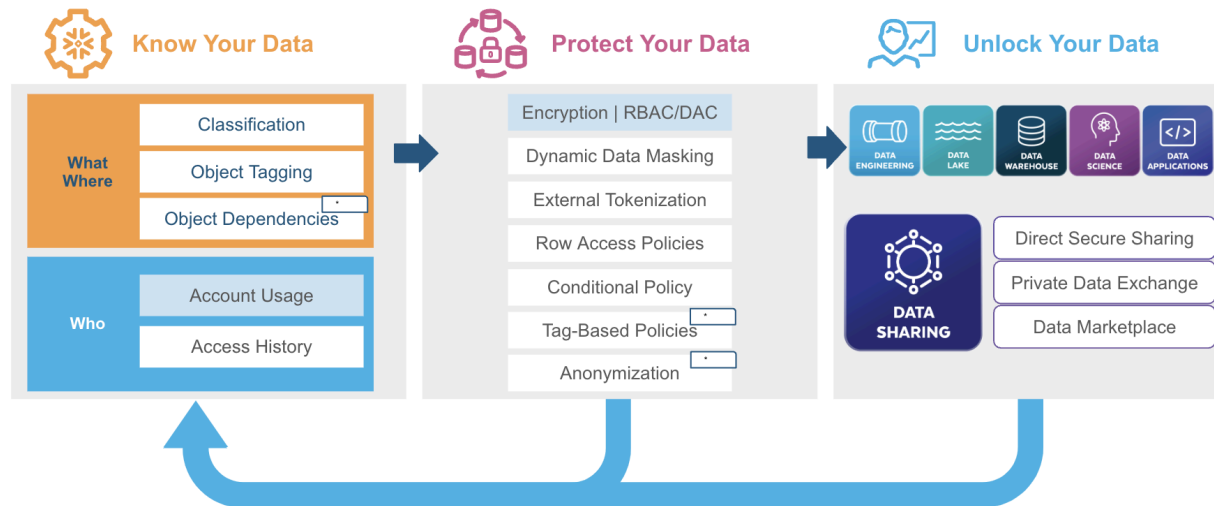 Know Your Data
Protect Your Data
Unlock Your Data
What
Where
Classification
Object Tagging
Object Dependencies
Who
Account Usage
Access History
Encryption | RBAC/DAC
Dynamic Data Masking
External Tokenization
Row Access Policies
Conditional Policy
Tag-Based Policies
Anonymization
DATA
ENGINEERING
DATA
LAKE
DATA
WAREHOUSE
DATA
SCIENCE
</>
DATA
APPLICATIONS
DATA
SHARING
Direct Secure Sharing
Private Data Exchange
Data Marketplace